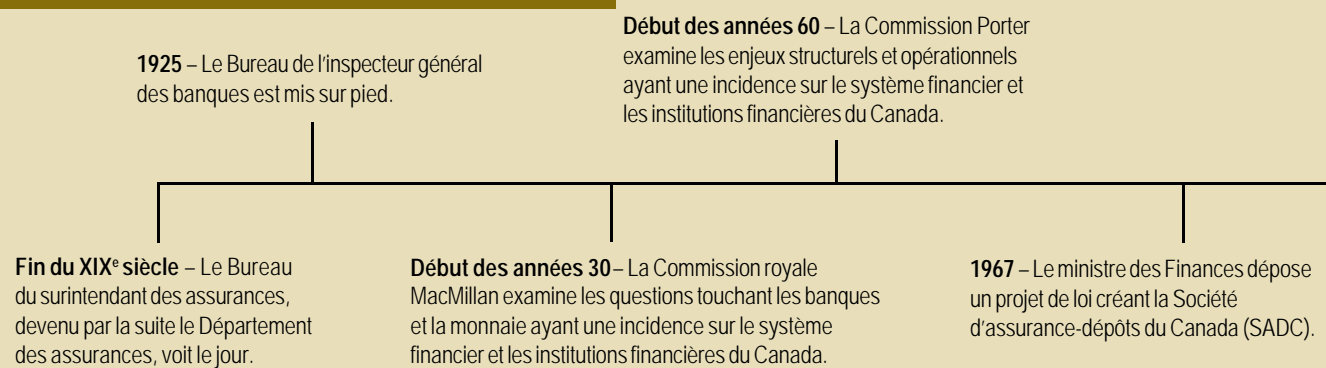 1925 – Le Bureau de l'inspecteur général
des banques est mis sur pied.
Début des années 60 – La Commission Porter
examine les enjeux structurels et opérationnels
ayant une incidence sur le système financier et
les institutions financières du Canada.
Fin du XIXe siècle – Le Bureau
du surintendant des assurances,
devenu par la suite le Département
des assurances, voit le jour.
Début des années 30 – La Commission royale
MacMillan examine les questions touchant les banques
et la monnaie ayant une incidence sur le système
financier et les institutions financières du Canada.
1967 – Le ministre des Finances dépose
un projet de loi créant la Société
d'assurance-dépôts du Canada (SADC).